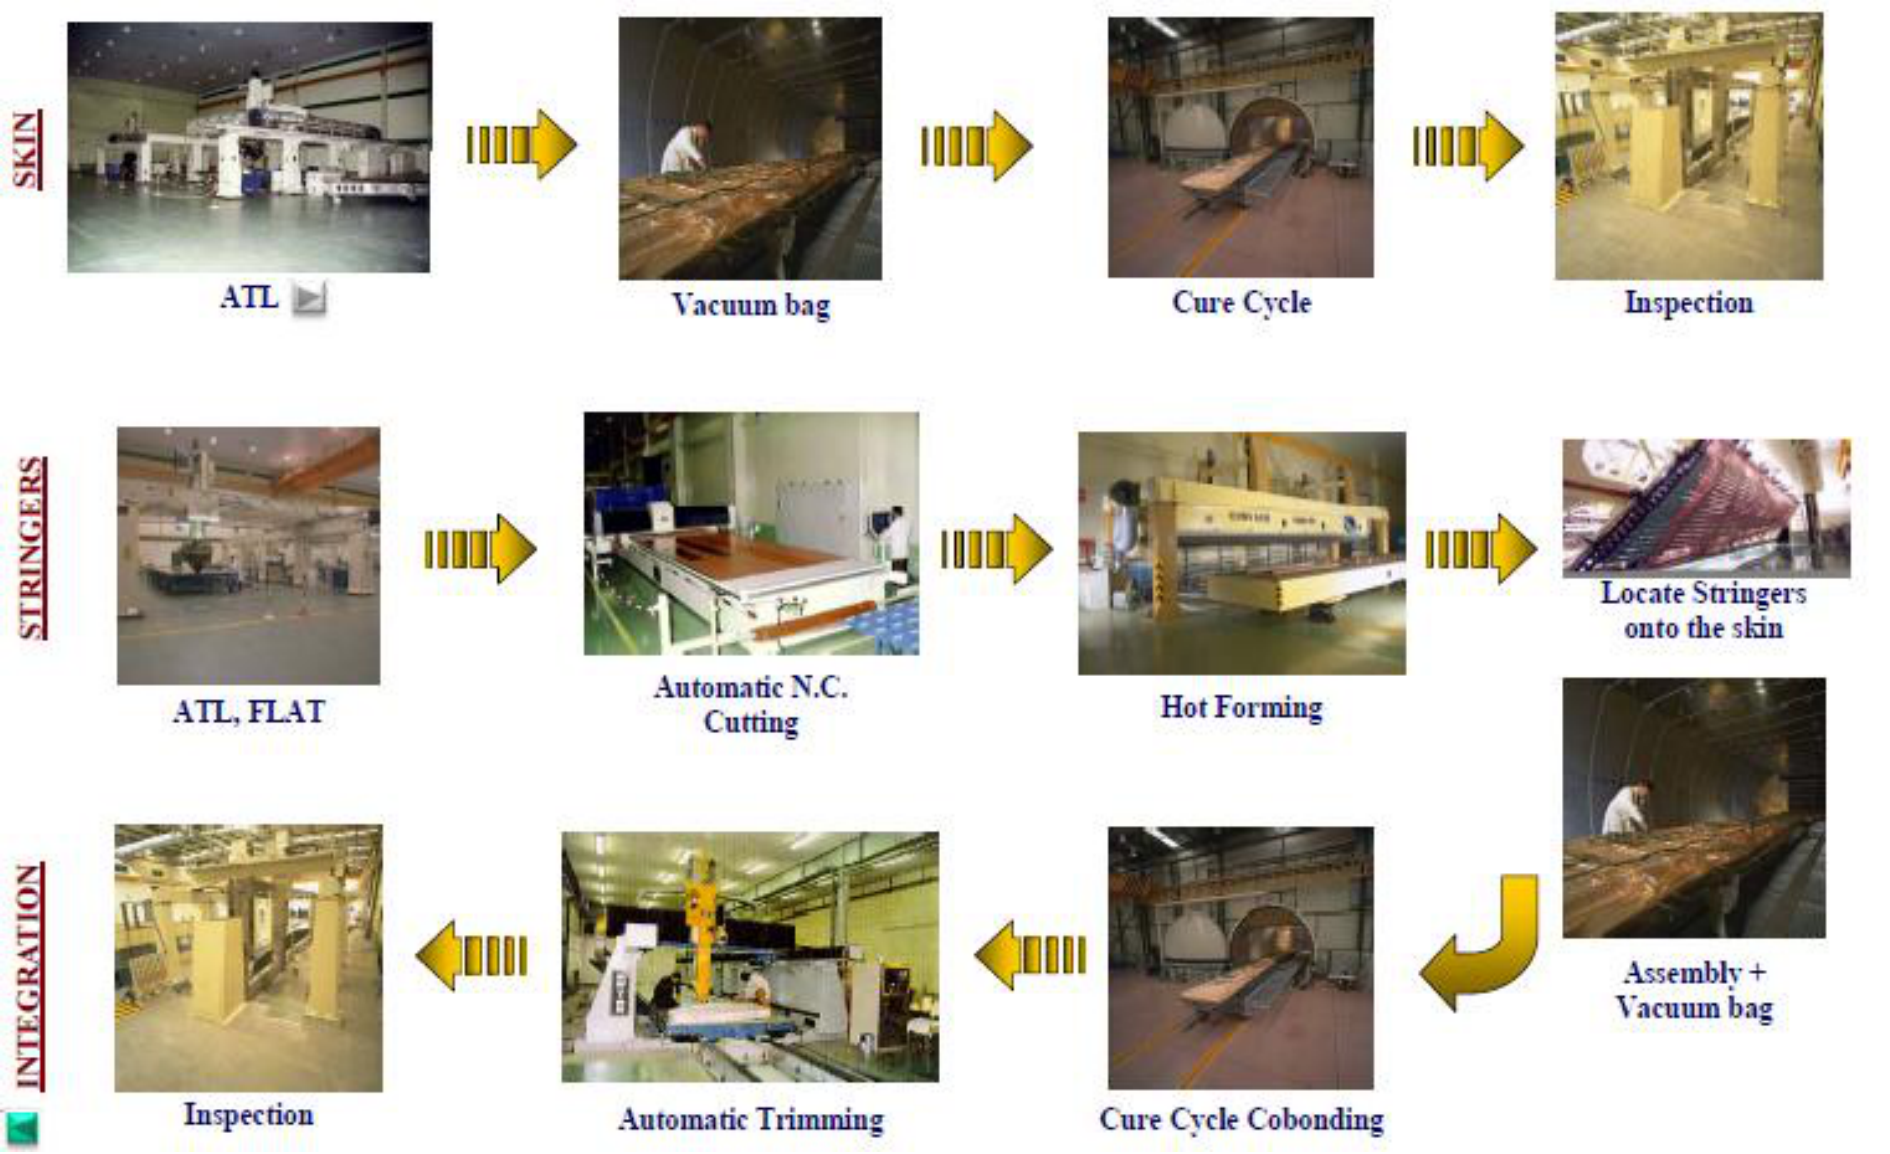 SKIN
ATL
Vacuum bag
Cure Cycle
Inspection
STRINGERS
ATL, FLAT
Automatic N.C.
Cutting
Hot Forming
Locate Stringers
onto the skin
INTEGRATION
Inspection
Automatic Trimming
Cure Cycle Cobonding
Assembly +
Vacuum bag